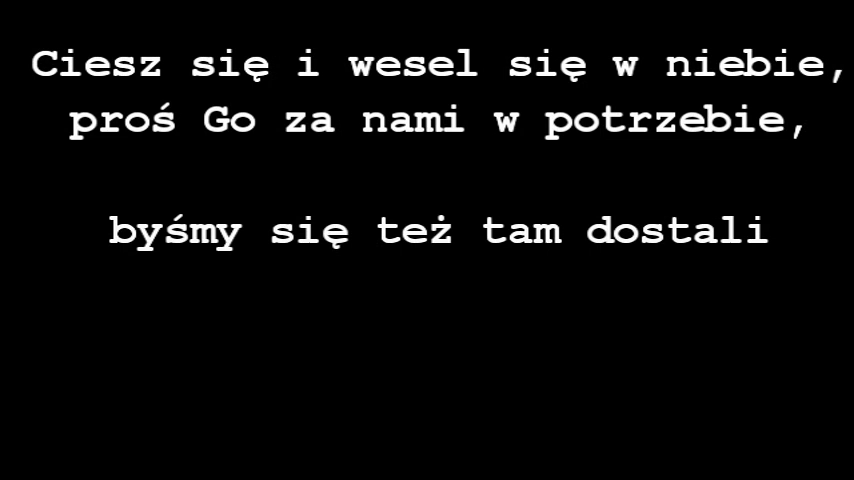 Ciesz się i wesel się w niebie,
proś Go za nami w potrzebie,
byśmy się też tam dostali